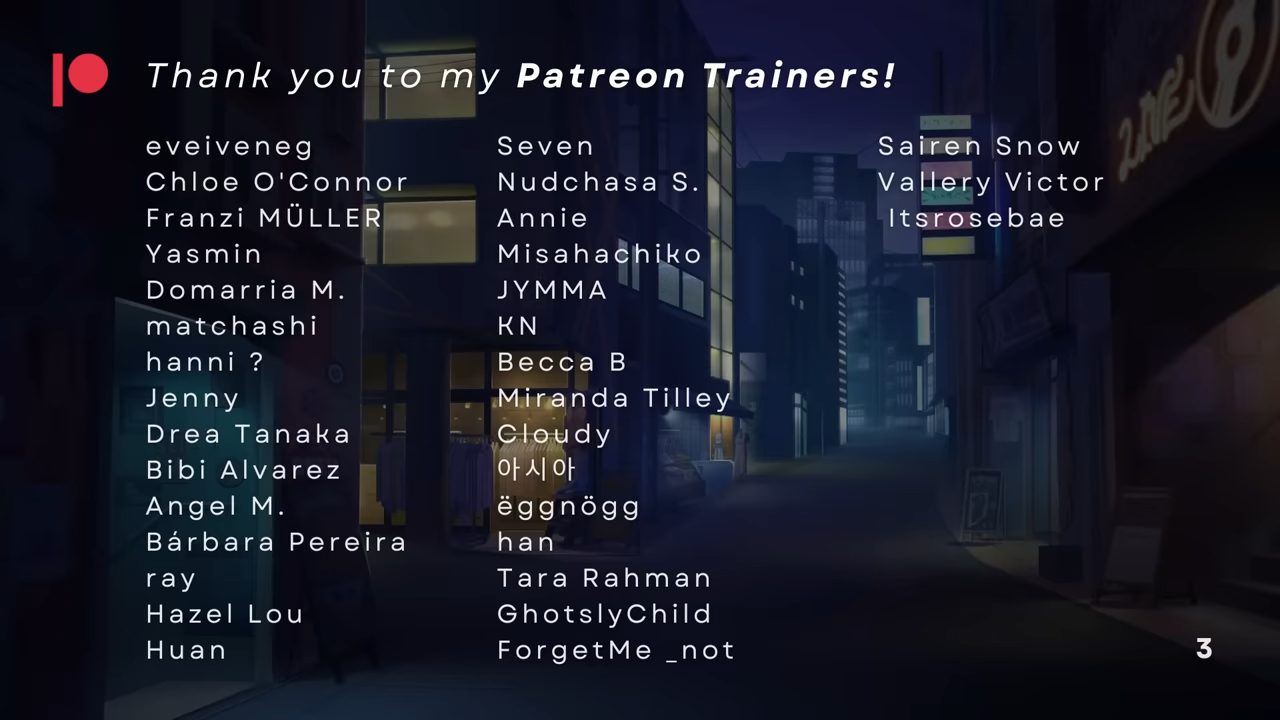 Thank you to my Patreon Trainers!
eveiveneg
Chloe O'Connor
Franzi MÜLLER
Yasmin
Domarria M.
matchashi
hanni ?
Jenny
Drea Tanaka
Bibi Alvarez
Angel M.
Bárbara Pereira
ray
Hazel Lou
Huan
Seven
Nudchasa S.
Annie
Misahachiko
JYMMA
KN
Becca B
Miranda Tilley
Cloudy
아시아
ëggnögg
han
Tara Rahman
GhotslyChild
ForgetMe _not
Sairen Snow
Vallery Victor
Itsrosebae
LIVE
3